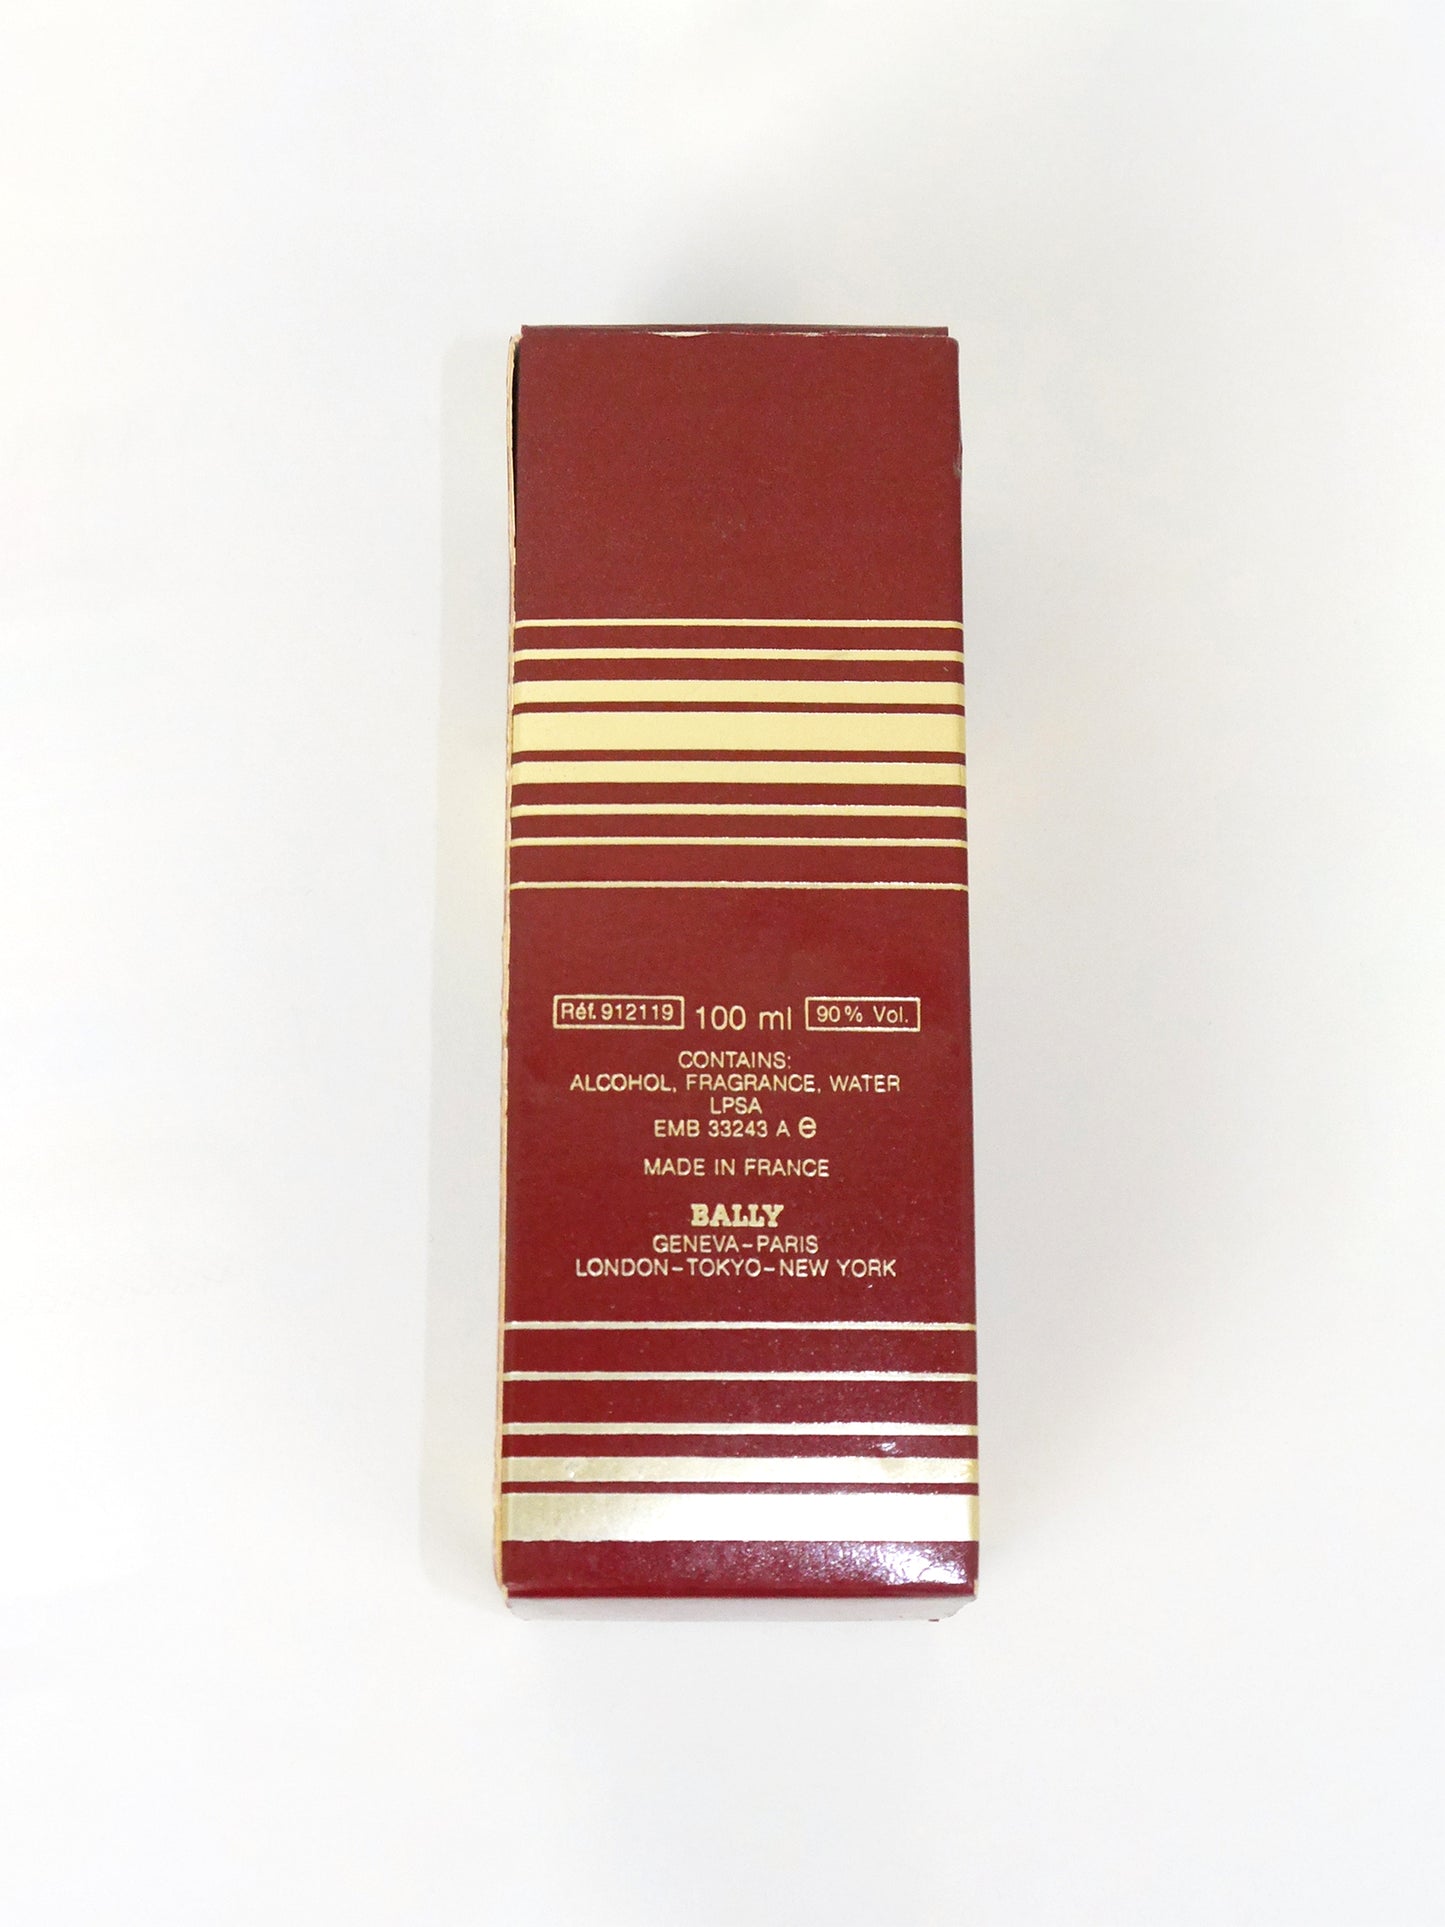 Réf. 912119 100 ml 90% Vol.
CONTAINS:
ALCOHOL, FRAGRANCE, WATER
LPSA
EMB 33243 A e
MADE IN FRANCE
BALLY
GENEVA-PARIS
LONDON-TOKYO-NEW YORK